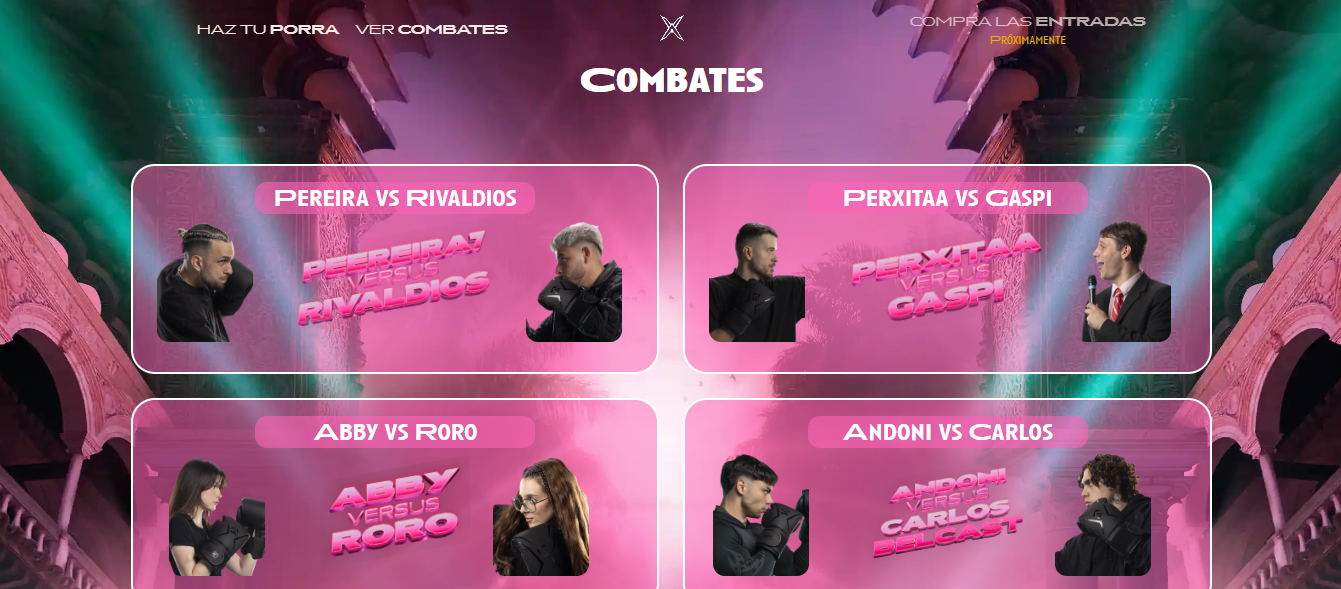 HAZ TU PORRA VER COMBATES
COMPRA LAS ENTRADAS
PRÓXIMAMENTE
COMBATES
PEREIRA VS RIVALDIOS
PEEREIRA7
VERSUS
RIVALDIOS
PERXITAA VS GASPI
PERXITAA
VERSUS
GASPI
ABBY VS RORO
ABBY
VERSUS
RORO
ANDONI VS CARLOS
ANDONI
VERSUS
CARLOS
BELCAST